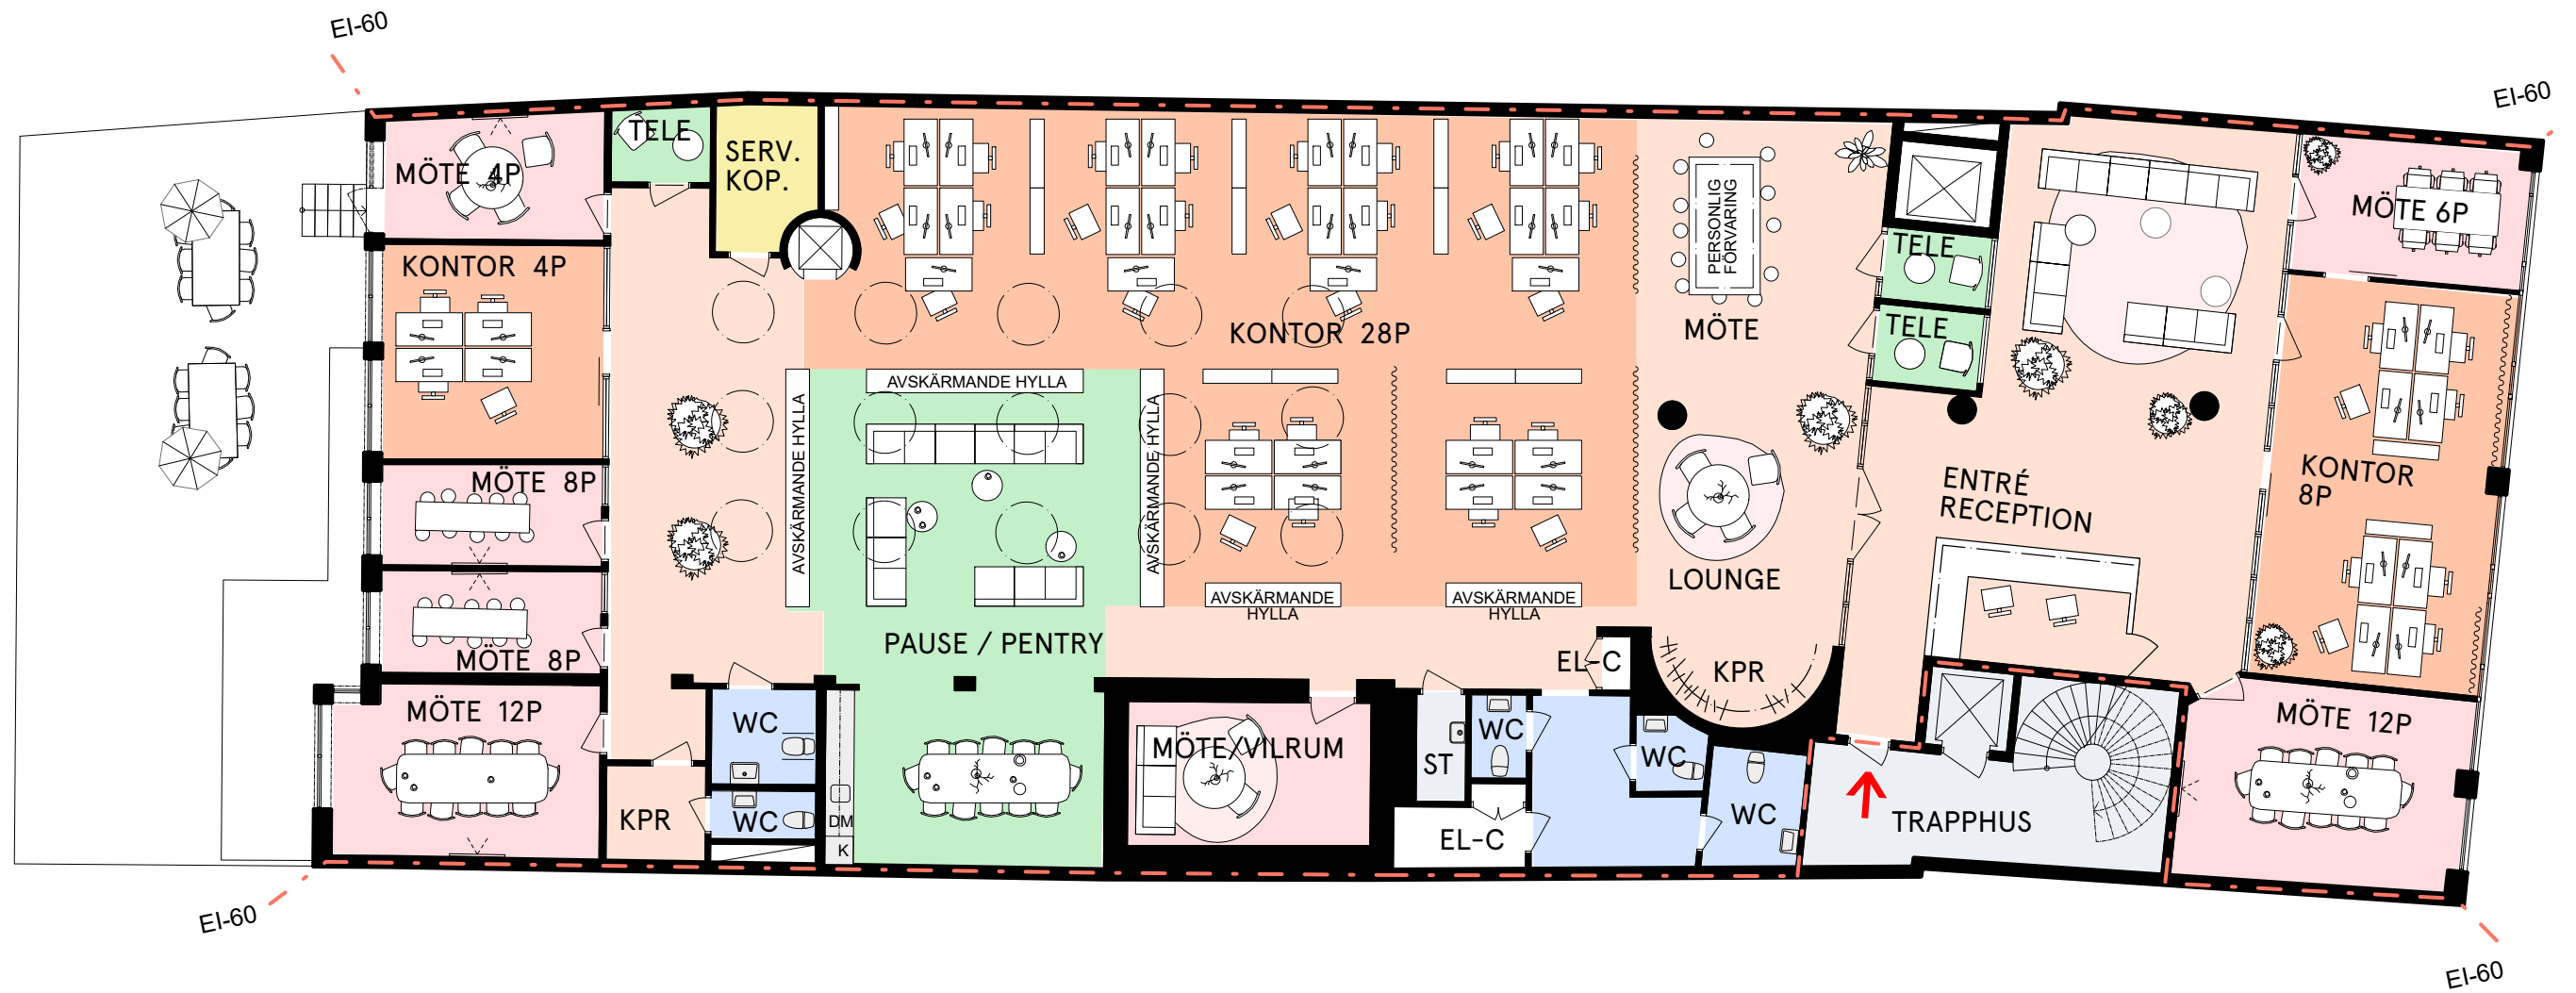 EI-60
EI-60
TELE
SERV.
KOP.
MÖTE 4P
PERSONLIG
FÖRVARING
MÖTE 6P
KONTOR 4P
TELE
TELE
KONTOR 28P
MÖTE
AVSKÄRMANDE HYLLA
AVSKÄRMANDE HYLLA
AVSKÄRMANDE HYLLA
MÖTE 8P
KONTOR
8P
ENTRÉ
RECEPTION
LOUNGE
AVSKÄRMANDE
HYLLA
AVSKÄRMANDE
HYLLA
PAUSE / PENTRY
MÖTE 8P
EL-C
KPR
MÖTE 12P
WC
MÖTE/VILRUM
ST
WC
WC
MÖTE 12P
KPR
WC
DM
K
EL-C
WC
TRAPPHUS
EI-60
EI-60